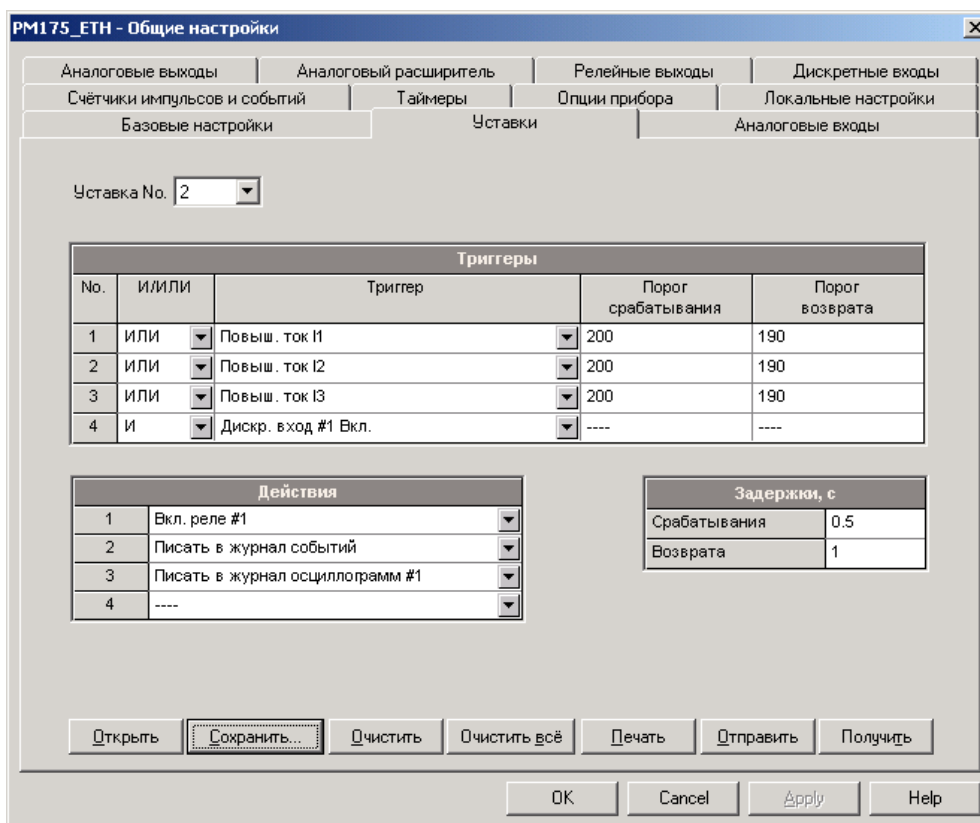 PM175_ETH - Общие настройки
Аналоговые выходы Аналоговый расширитель Релейные выходы Дискретные входы
Счётчики импульсов и событий Таймеры Опции прибора Локальные настройки
Базовые настройки Уставки Аналоговые входы
Уставка No. 2
Триггеры
No. И/ИЛИ Триггер Порог срабатывания Порог возврата
1 ИЛИ Повыш. ток I1 200 190
2 ИЛИ Повыш. ток I2 200 190
3 ИЛИ Повыш. ток I3 200 190
4 И Дискр. вход #1 Вкл. ---- ----
Действия
1 Вкл. реле #1
2 Писать в журнал событий
3 Писать в журнал осциллограмм #1
4 ----
Задержки, с
Срабатывания 0.5
Возврата 1
Открыть Сохранить... Очистить Очистить всё Печать Отправить Получить
OK Cancel Apply Help